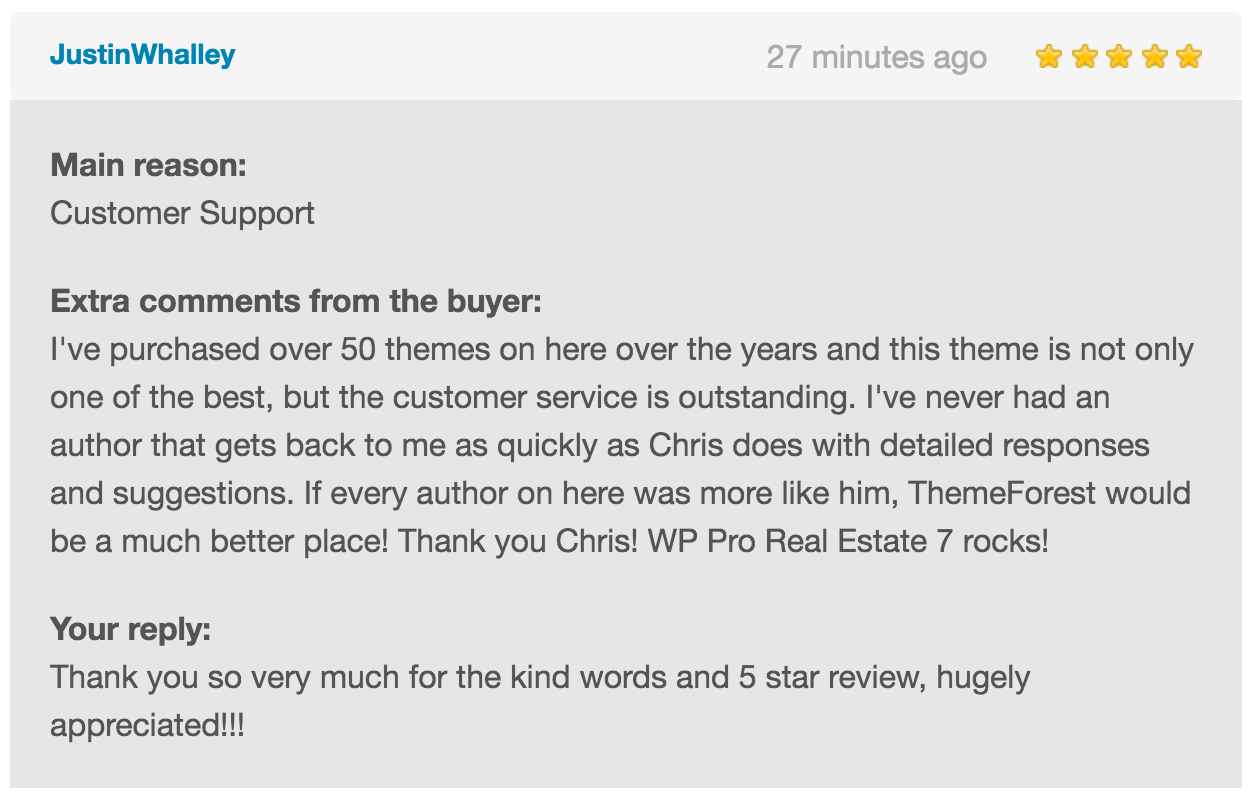 JustinWhalley 27 minutes ago
Main reason:
Customer Support
Extra comments from the buyer:
I've purchased over 50 themes on here over the years and this theme is not only
one of the best, but the customer service is outstanding. I've never had an
author that gets back to me as quickly as Chris does with detailed responses
and suggestions. If every author on here was more like him, ThemeForest would
be a much better place! Thank you Chris! WP Pro Real Estate 7 rocks!
Your reply:
Thank you so very much for the kind words and 5 star review, hugely
appreciated!!!